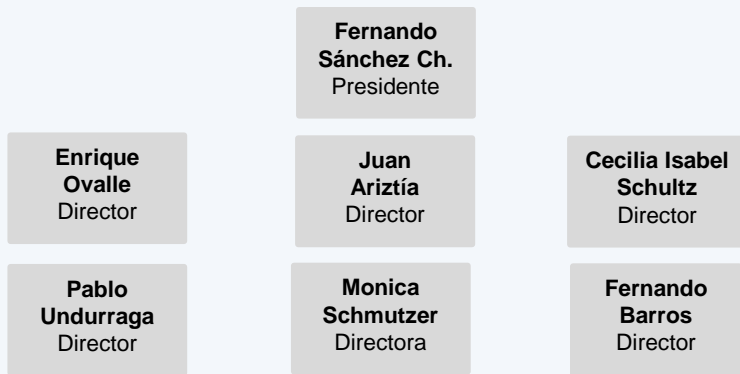 Fernando
Sánchez Ch.
Presidente
Enrique
Ovalle
Director
Juan
Ariztía
Director
Cecilia Isabel
Schultz
Director
Pablo
Undurraga
Director
Monica
Schmutzer
Directora
Fernando
Barros
Director